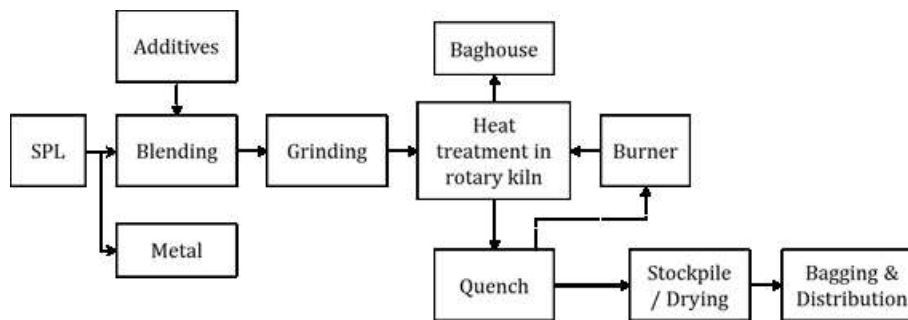 Additives
Baghouse
SPL
Blending
Grinding
Heat
treatment in
rotary kiln
Burner
Metal
Quench
Stockpile
/ Drying
Bagging &
Distribution